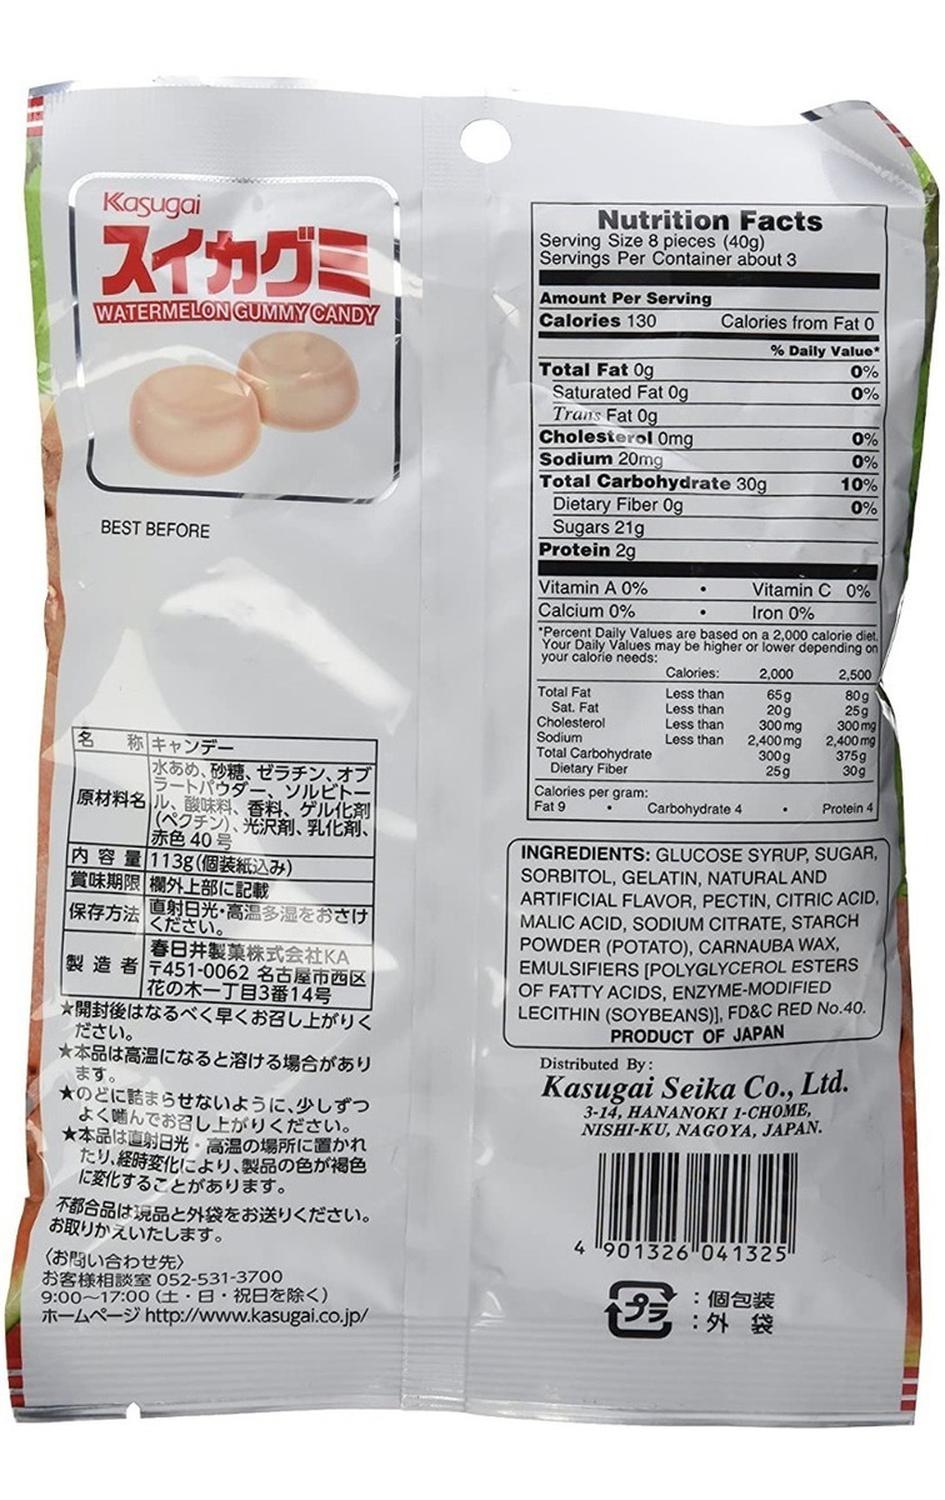 Kasugai
スイカグミ
WATERMELON GUMMY CANDY
BEST BEFORE
名 称 キャンデー
原材料名 水あめ、砂糖、ゼラチン、オブ
ラートパウダー、ソルビトー
ル、酸味料、香料、ゲル化剤
(ペクチン)、光沢剤、乳化剤、
赤色40号
内容量 113g(個装紙込み)
賞味期限 欄外上部に記載
保存方法 直射日光・高温多湿をおさけ
ください。
製造者 春日井製菓株式会社KA
〒451-0062 名古屋市西区
花の木一丁目3番14号
★開封後はなるべく早くお召し上がりく
ださい。
★本品は高温になると溶ける場合があり
ます。
★のどに詰まらせないように、少しずつ
よく噛んでお召し上がりください。
★本品は直射日光・高温の場所に置かれ
たり、経時変化により、製品の色が褐色
に変化することがあります。
不都合品は現品と外袋をお送りください。
お取りかえいたします。
〈お問い合わせ先〉
お客様相談室 052-531-3700
9:00〜17:00(土・日・祝日を除く)
ホームページ http://www.kasugai.co.jp/
Nutrition Facts
Serving Size 8 pieces (40g)
Servings Per Container about 3
Amount Per Serving
Calories 130 Calories from Fat 0
% Daily Value*
Total Fat 0g 0%
Saturated Fat 0g 0%
Trans Fat 0g
Cholesterol 0mg 0%
Sodium 20mg 0%
Total Carbohydrate 30g 10%
Dietary Fiber 0g 0%
Sugars 21g
Protein 2g
Vitamin A 0% • Vitamin C 0%
Calcium 0% • Iron 0%
*Percent Daily Values are based on a 2,000 calorie diet.
Your Daily Values may be higher or lower depending on
your calorie needs:
Calories: 2,000 2,500
Total Fat Less than 65g 80g
Sat. Fat Less than 20g 25g
Cholesterol Less than 300mg 300mg
Sodium Less than 2,400mg 2,400mg
Total Carbohydrate 300g 375g
Dietary Fiber 25g 30g
Calories per gram:
Fat 9 • Carbohydrate 4 • Protein 4
INGREDIENTS: GLUCOSE SYRUP, SUGAR,
SORBITOL, GELATIN, NATURAL AND
ARTIFICIAL FLAVOR, PECTIN, CITRIC ACID,
MALIC ACID, SODIUM CITRATE, STARCH
POWDER (POTATO), CARNAUBA WAX,
EMULSIFIERS [POLYGLYCEROL ESTERS
OF FATTY ACIDS, ENZYME-MODIFIED
LECITHIN (SOYBEANS)], FD&C RED No.40.
PRODUCT OF JAPAN
Distributed By:
Kasugai Seika Co., Ltd.
3-14, HANANOKI 1-CHOME,
NISHI-KU, NAGOYA, JAPAN.
4 901326 041325
プラ :個包装
:外 袋